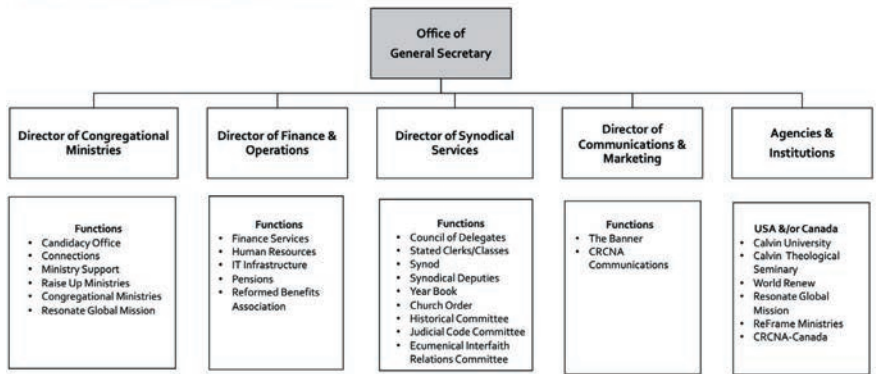 Office of
General Secretary
Director of Congregational
Ministries
Director of Finance &
Operations
Director of Synodical
Services
Director of
Communications &
Marketing
Agencies &
Institutions
Functions
• Candidacy Office
• Connections
• Ministry Support
• Raise Up Ministries
• Congregational Ministries
• Resonate Global Mission
Functions
• Finance Services
• Human Resources
• IT Infrastructure
• Pensions
• Reformed Benefits
Association
Functions
• Council of Delegates
• Stated Clerks/Classes
• Synod
• Synodical Deputies
• Year Book
• Church Order
• Historical Committee
• Judicial Code Committee
• Ecumenical Interfaith
Relations Committee
Functions
• The Banner
• CRCNA
Communications
USA &/or Canada
• Calvin University
• Calvin Theological
Seminary
• World Renew
• Resonate Global
Mission
• ReFrame Ministries
• CRCNA-Canada